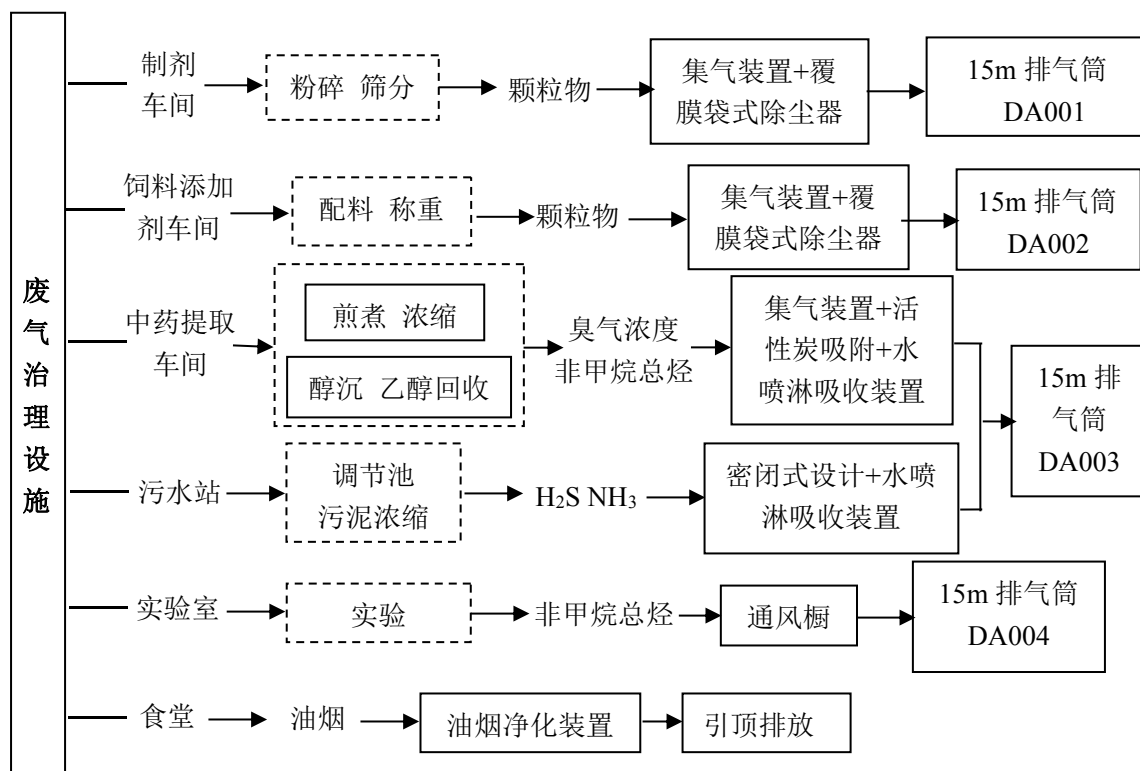 废气治理设施
制剂
车间
粉碎 筛分
颗粒物
集气装置+覆
膜袋式除尘器
15m 排气筒
DA001
饲料添加
剂车间
配料 称重
颗粒物
集气装置+覆
膜袋式除尘器
15m 排气筒
DA002
中药提取
车间
煎煮 浓缩
醇沉 乙醇回收
臭气浓度
非甲烷总烃
集气装置+活
性炭吸附+水
喷淋吸收装置
15m 排
气筒
DA003
污水站
调节池
污泥浓缩
H₂S NH₃
密闭式设计+水喷
淋吸收装置
实验室
实验
非甲烷总烃
通风橱
15m 排气筒
DA004
食堂
油烟
油烟净化装置
引顶排放